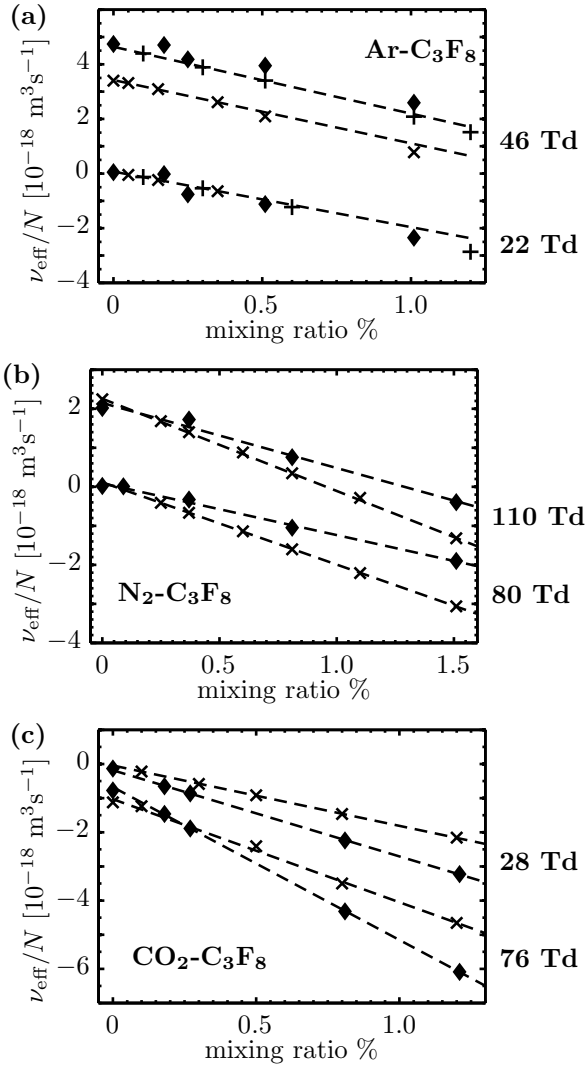 (a)
Ar-C₃F₈
ν_eff/N [10⁻¹⁸ m³s⁻¹]
4
2
0
−2
−4
46 Td
22 Td
0 0.5 1.0
mixing ratio %
(b)
ν_eff/N [10⁻¹⁸ m³s⁻¹]
2
0
−2
−4
110 Td
80 Td
N₂-C₃F₈
0 0.5 1.0 1.5
mixing ratio %
(c)
ν_eff/N [10⁻¹⁸ m³s⁻¹]
0
−2
−4
−6
28 Td
76 Td
CO₂-C₃F₈
0 0.5 1.0
mixing ratio %